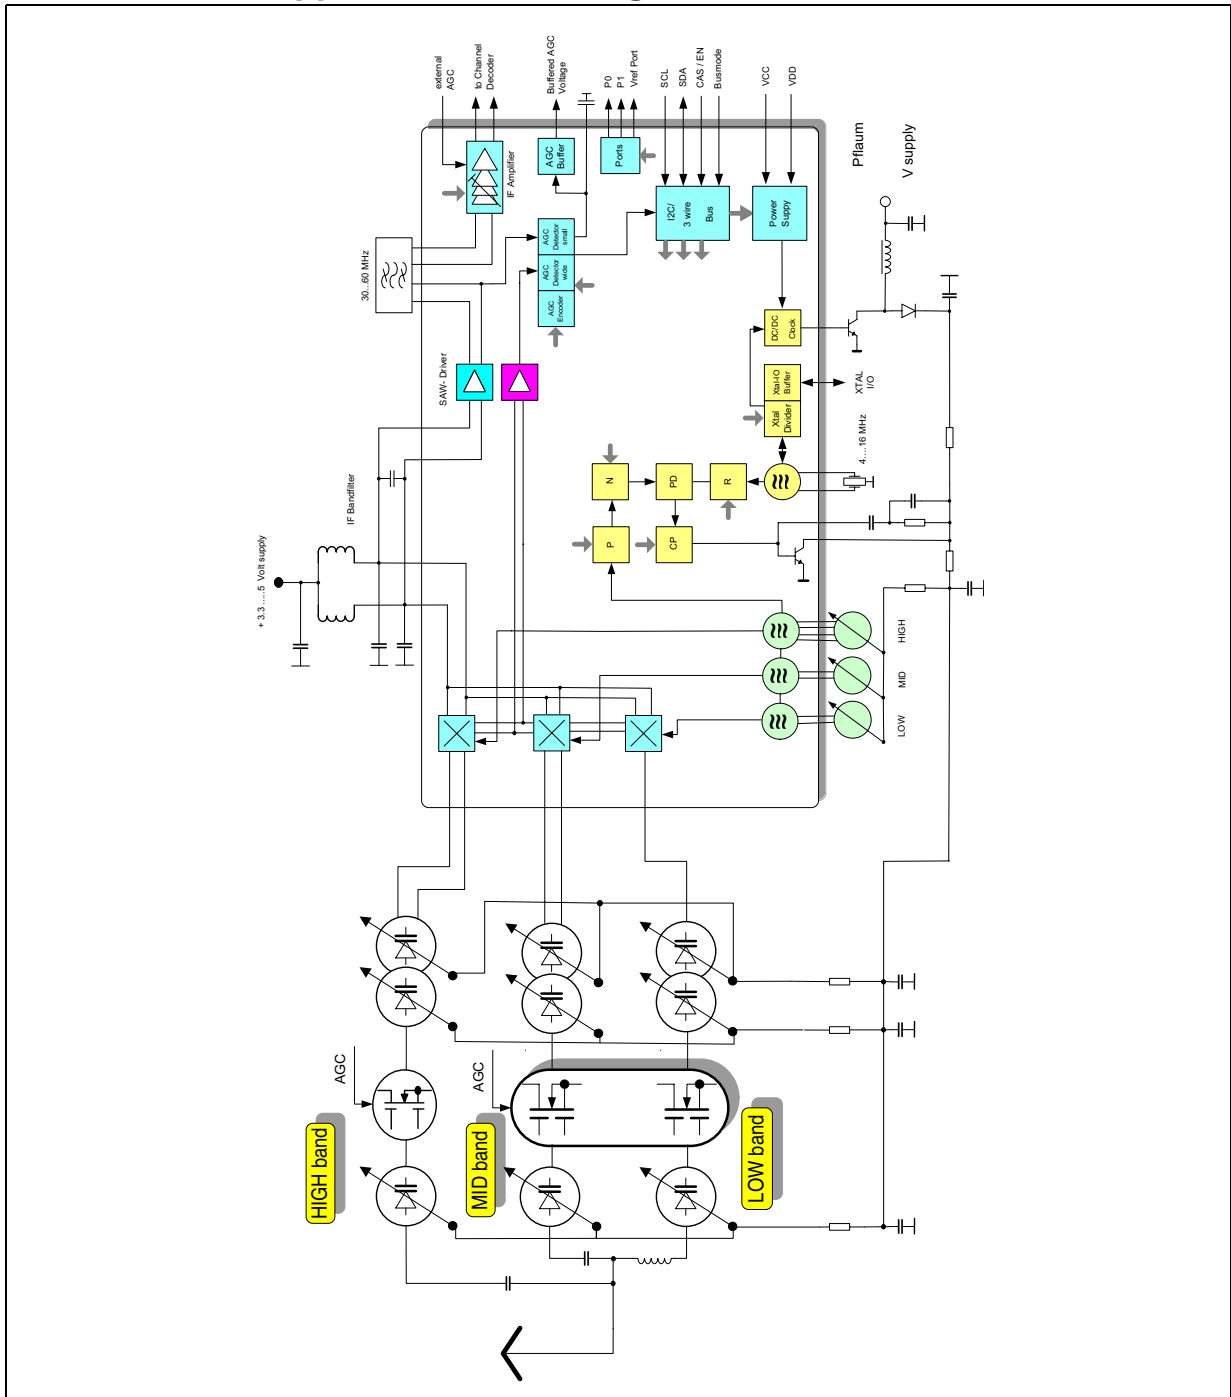 external
AGC
to Channel
Decoder
Buffered AGC
Voltage
P0
P1
Vref Port
SCL
SDA
CAS / EN
Busmode
VCC
VDD
Pflaum
V supply
IF Amplifier
AGC
Buffer
Ports
I2C/
3 wire
Bus
Power
Suppy
30...60 MHz
AGC
Detector
small
AGC
Detector
wide
AGC
Encoder
DC/DC
Clock
SAW- Driver
Xtal-IO
Buffer
Xtal
Divider
XTAL
I/O
4....16 MHz
IF Bandfilter
N
PD
R
P
CP
+ 3.3 .....5 Volt supply
HIGH
MID
LOW
AGC
AGC
HIGH band
MID band
LOW band